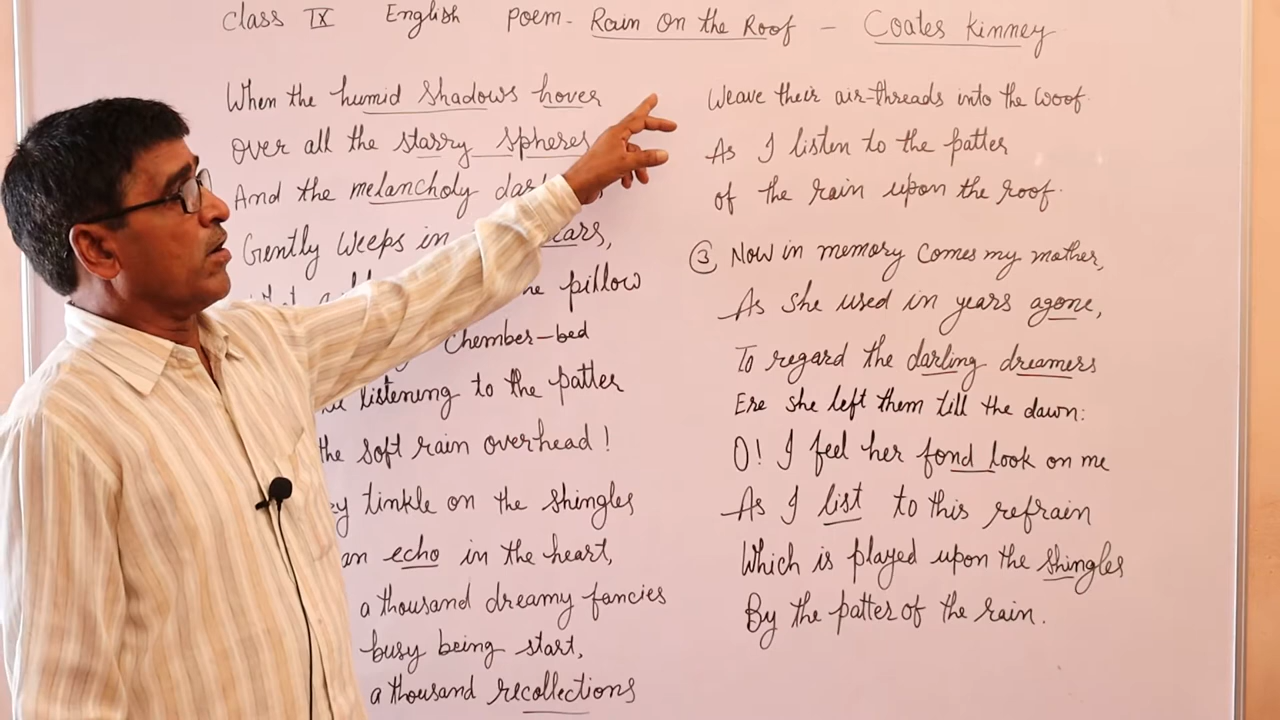 Class IX English Poem - Rain On the Roof - Coates Kinney
When the humid shadows hover
over all the starry spheres
And the melancholy
Gently weeps in
the pillow
Chember-bed
listening to the patter
the soft rain overhead!
tinkle on the shingles
an echo in the heart,
a thousand dreamy fancies
busy being start,
a thousand recollections
Weave their air-threads into the woof.
As I listen to the patter
of the rain upon the roof.
③ Now in memory comes my mother,
As she used in years agone,
To regard the darling dreamers
Ere she left them till the dawn:
O! I feel her fond look on me
As I list to this refrain
Which is played upon the shingles
By the patter of the rain.